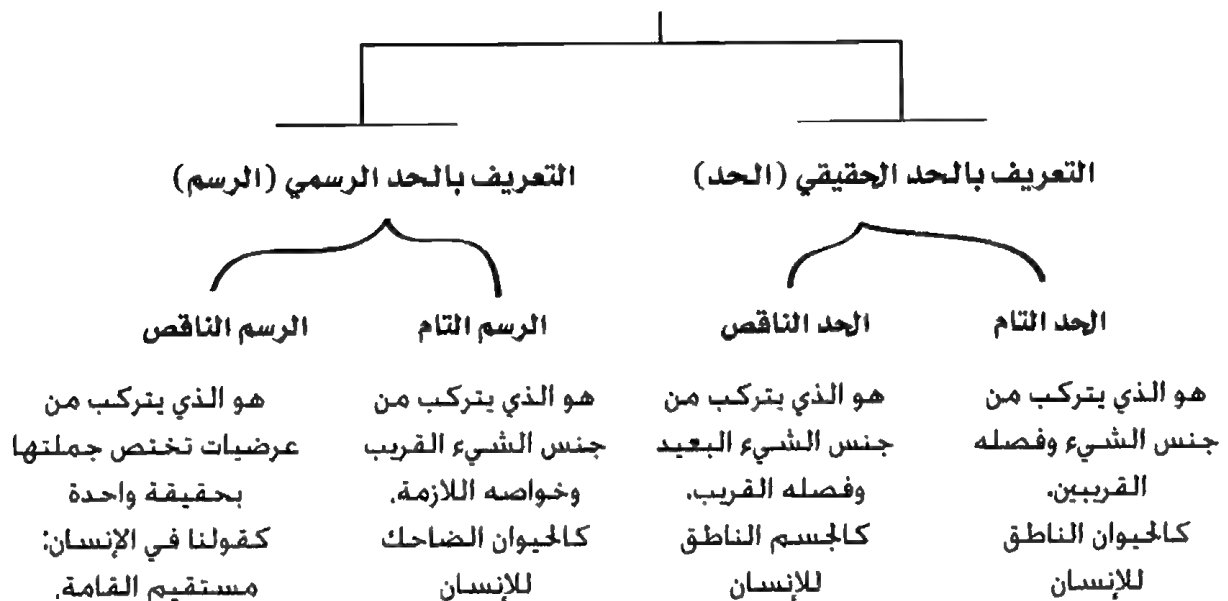 التعريف بالحد الحقيقي (الحد)
التعريف بالحد الرسمي (الرسم)
الحد التام
هو الذي يتركب من
جنس الشيء وفصله
القريبين.
كالحيوان الناطق
للإنسان
الحد الناقص
هو الذي يتركب من
جنس الشيء البعيد
وفصله القريب.
كالجسم الناطق
للإنسان
الرسم التام
هو الذي يتركب من
جنس الشيء القريب
وخواصه اللازمة.
كالحيوان الضاحك
للإنسان
الرسم الناقص
هو الذي يتركب من
عرضيات تختص جملتها
بحقيقة واحدة
كقولنا في الإنسان:
مستقيم القامة.